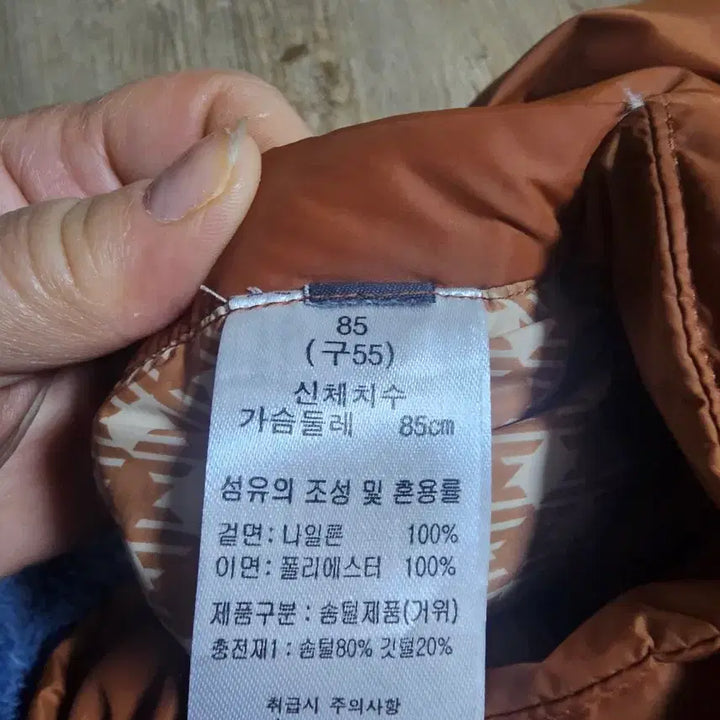 85
(구55)
신체치수
가슴둘레 85cm
섬유의 조성 및 혼용률
겉면: 나일론 100%
이면: 폴리에스터 100%
제품구분: 솜털제품(거위)
충전재1: 솜털80% 깃털20%
취급시 주의사항